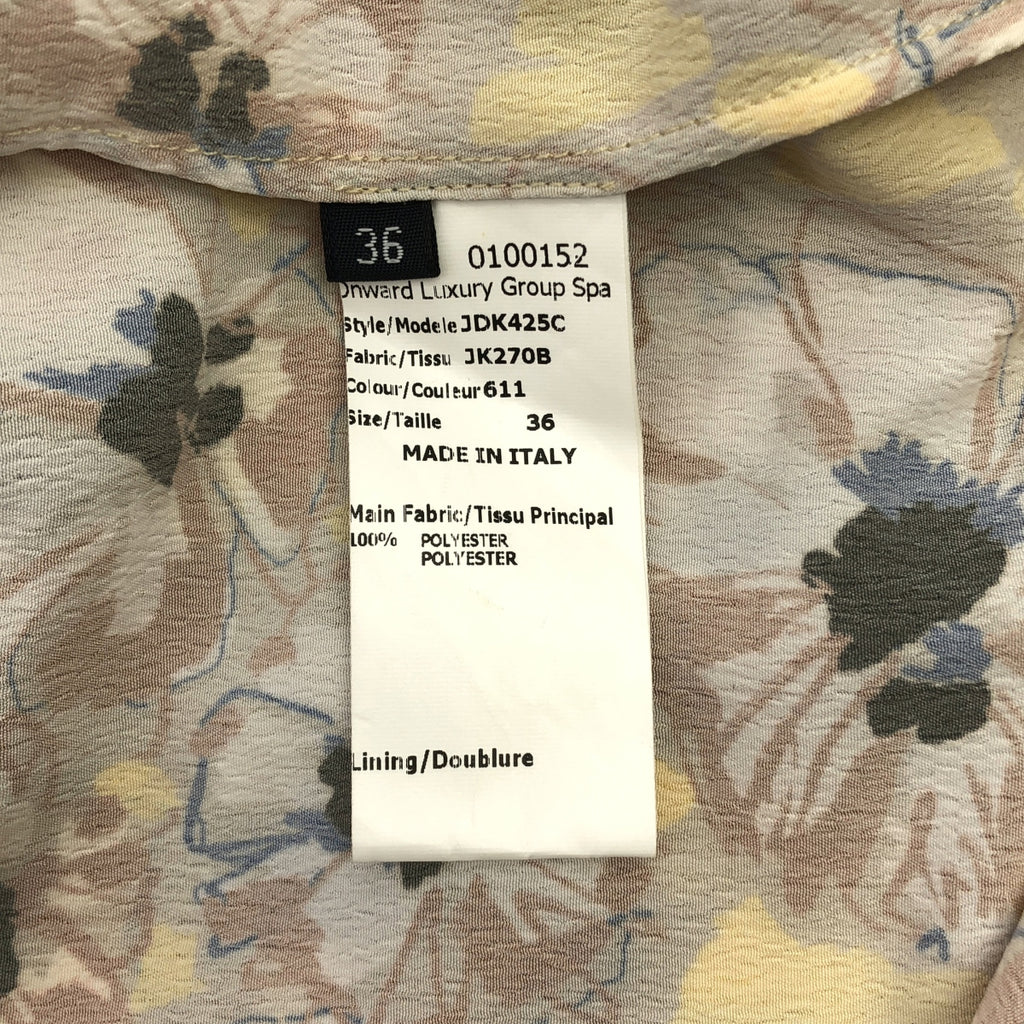 36
0100152
Onward Luxury Group Spa
Style/Modele JDK425C
Fabric/Tissu JK270B
Colour/Couleur 611
Size/Taille 36
MADE IN ITALY
Main Fabric/Tissu Principal
100% POLYESTER
POLYESTER
Lining/Doublure